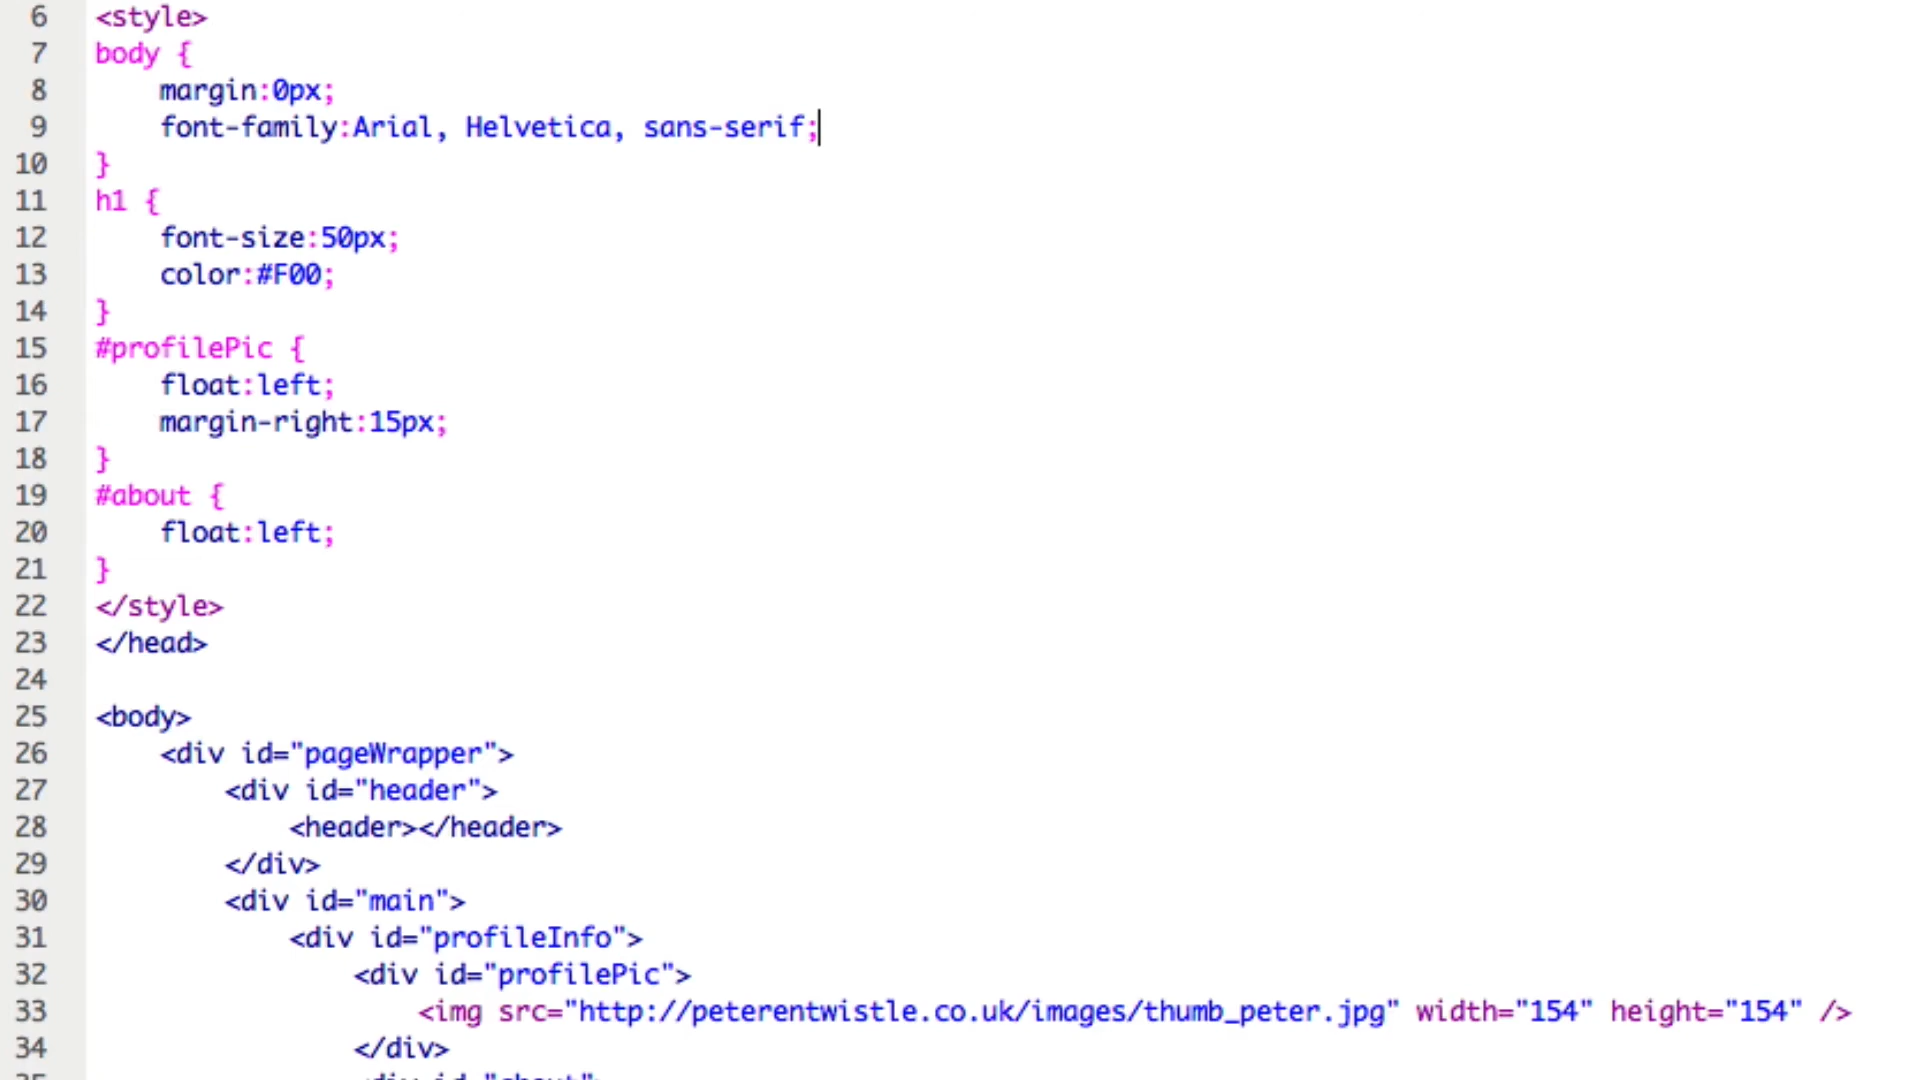 6 <style>
7 body {
8 margin:0px;
9 font-family:Arial, Helvetica, sans-serif;
10 }
11 h1 {
12 font-size:50px;
13 color:#F00;
14 }
15 #profilePic {
16 float:left;
17 margin-right:15px;
18 }
19 #about {
20 float:left;
21 }
22 </style>
23 </head>
24
25 <body>
26 <div id="pageWrapper">
27 <div id="header">
28 <header></header>
29 </div>
30 <div id="main">
31 <div id="profileInfo">
32 <div id="profilePic">
33 <img src="http://peterentwistle.co.uk/images/thumb_peter.jpg" width="154" height="154" />
34 </div>